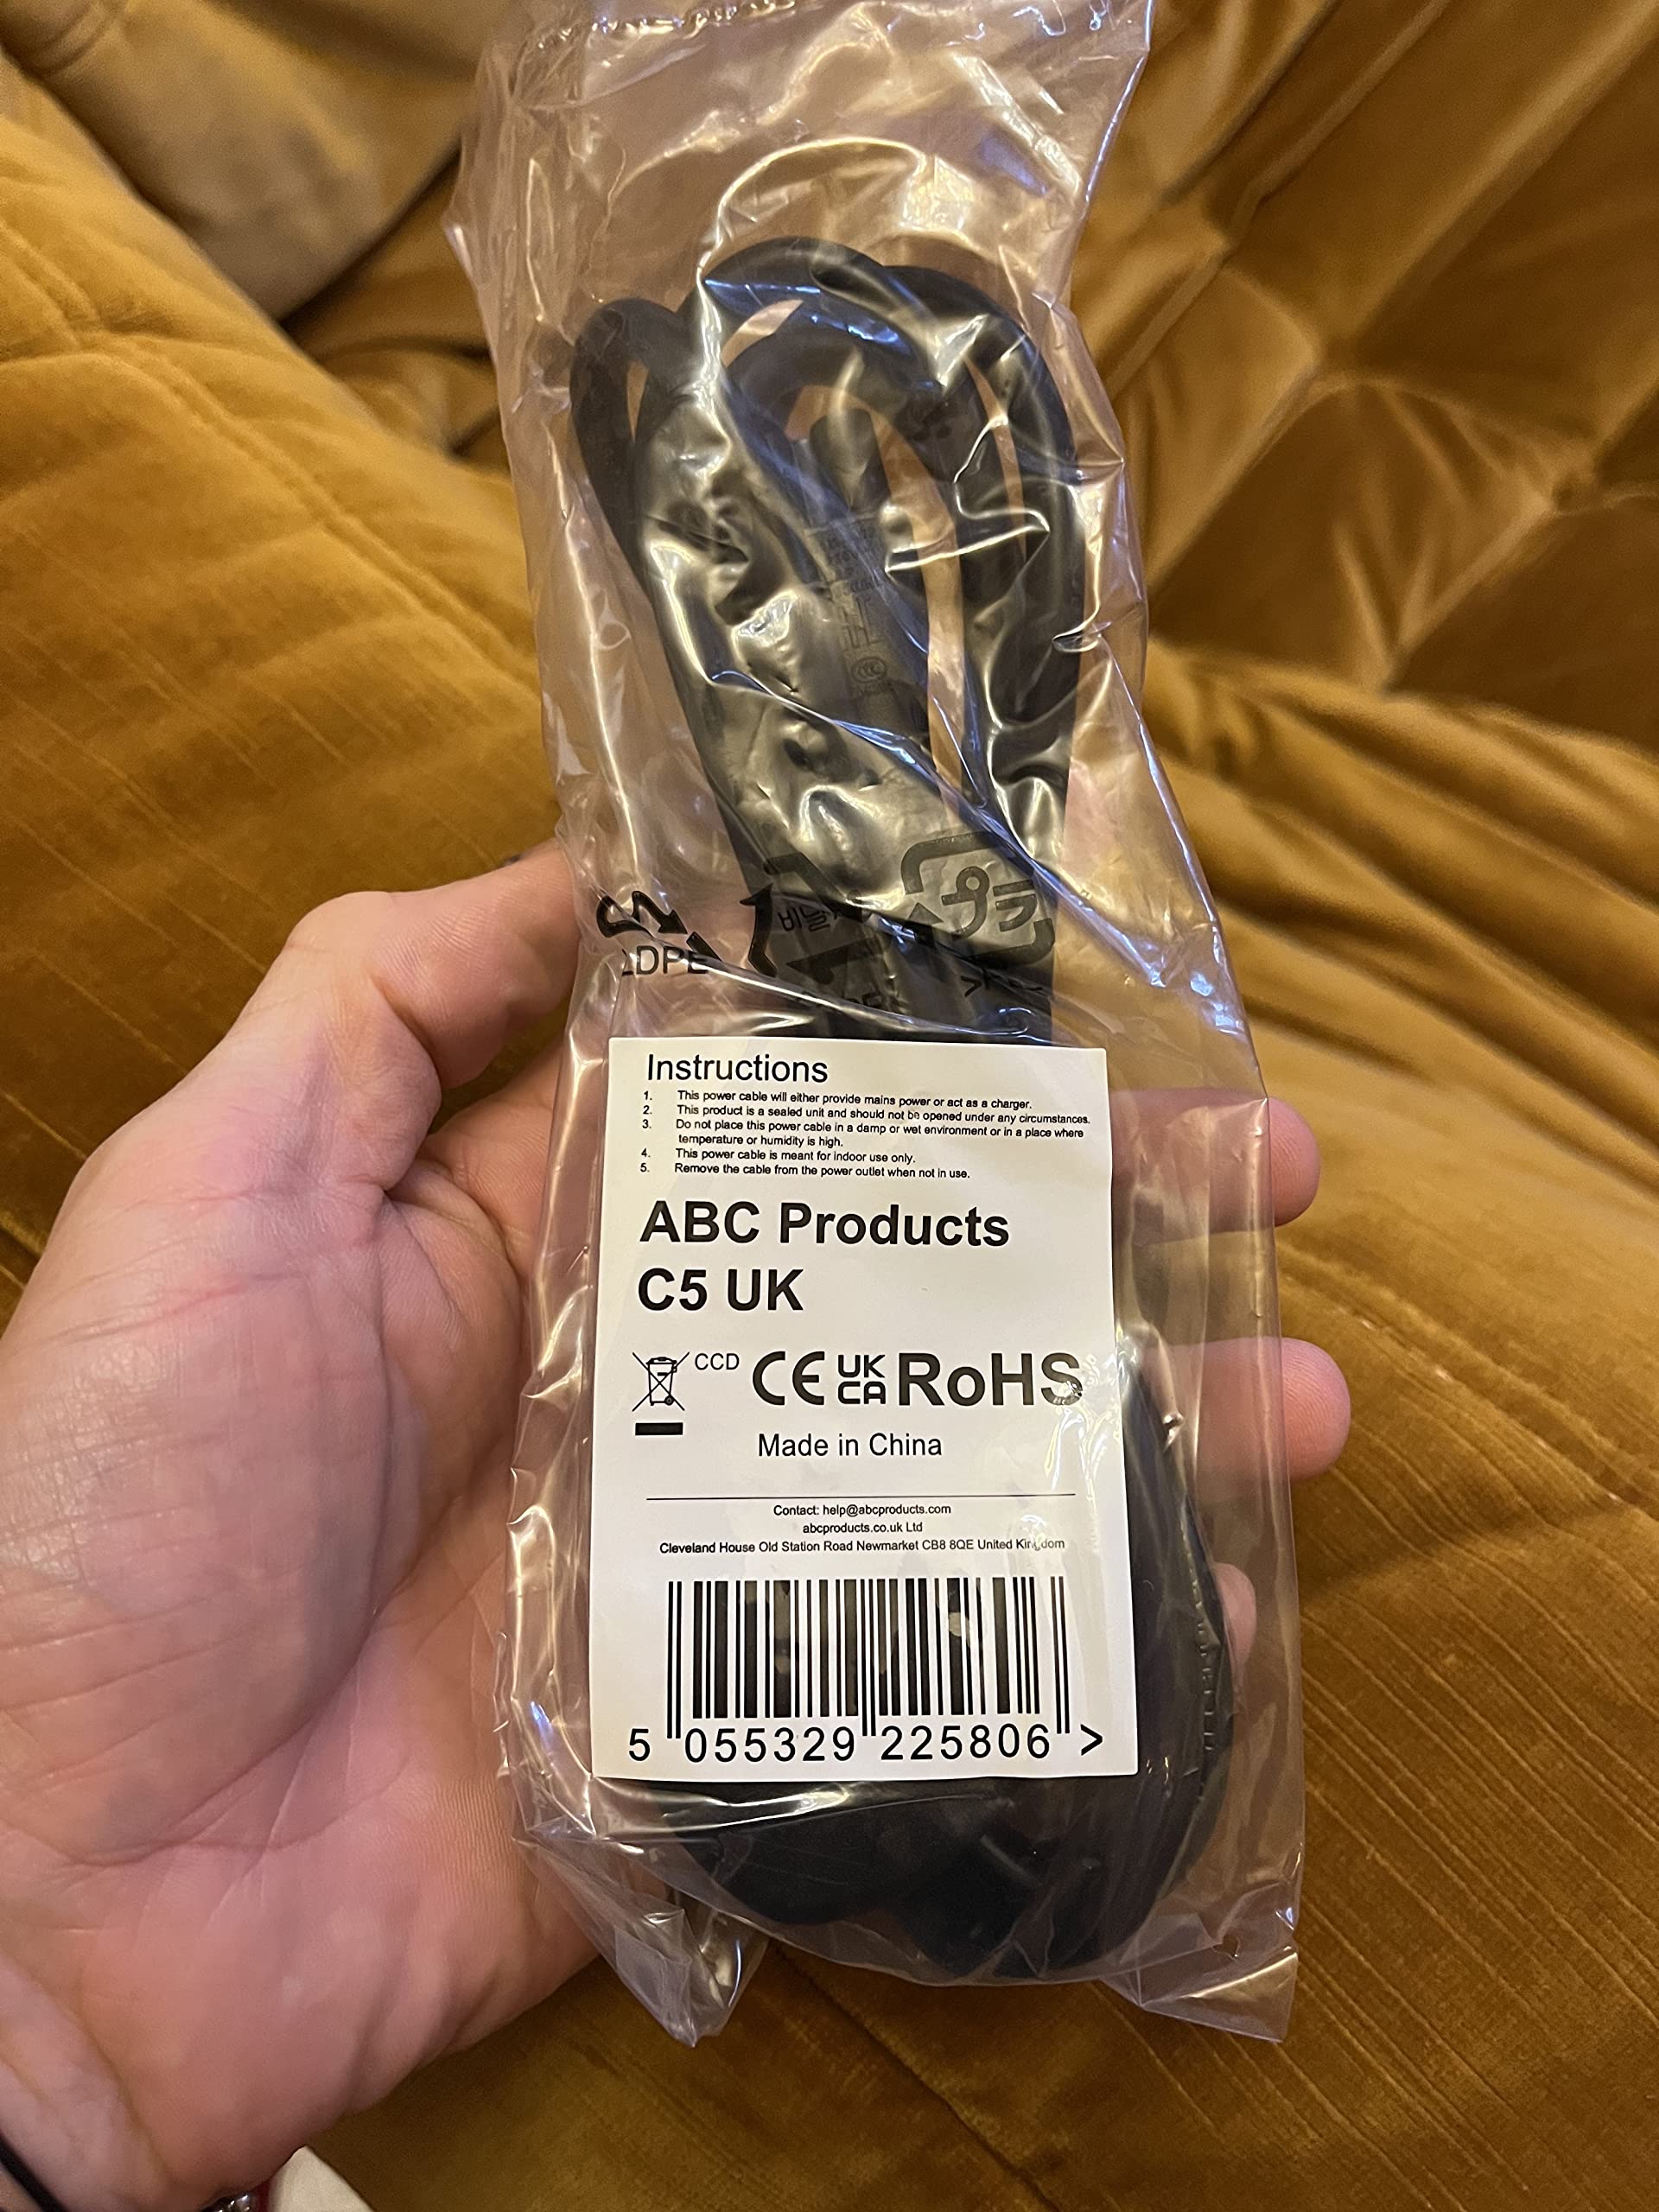 LDPE
비닐
Instructions
1. This power cable will either provide mains power or act as a charger.
2. This product is a sealed unit and should not be opened under any circumstances.
3. Do not place this power cable in a damp or wet environment or in a place where
temperature or humidity is high.
4. This power cable is meant for indoor use only.
5. Remove the cable from the power outlet when not in use.
ABC Products
C5 UK
CCD CE UK
CA RoHS
Made in China
Contact: help@abcproducts.com
abcproducts.co.uk Ltd
Cleveland House Old Station Road Newmarket CB8 8QE United Kingdom
5 055329 225806 >